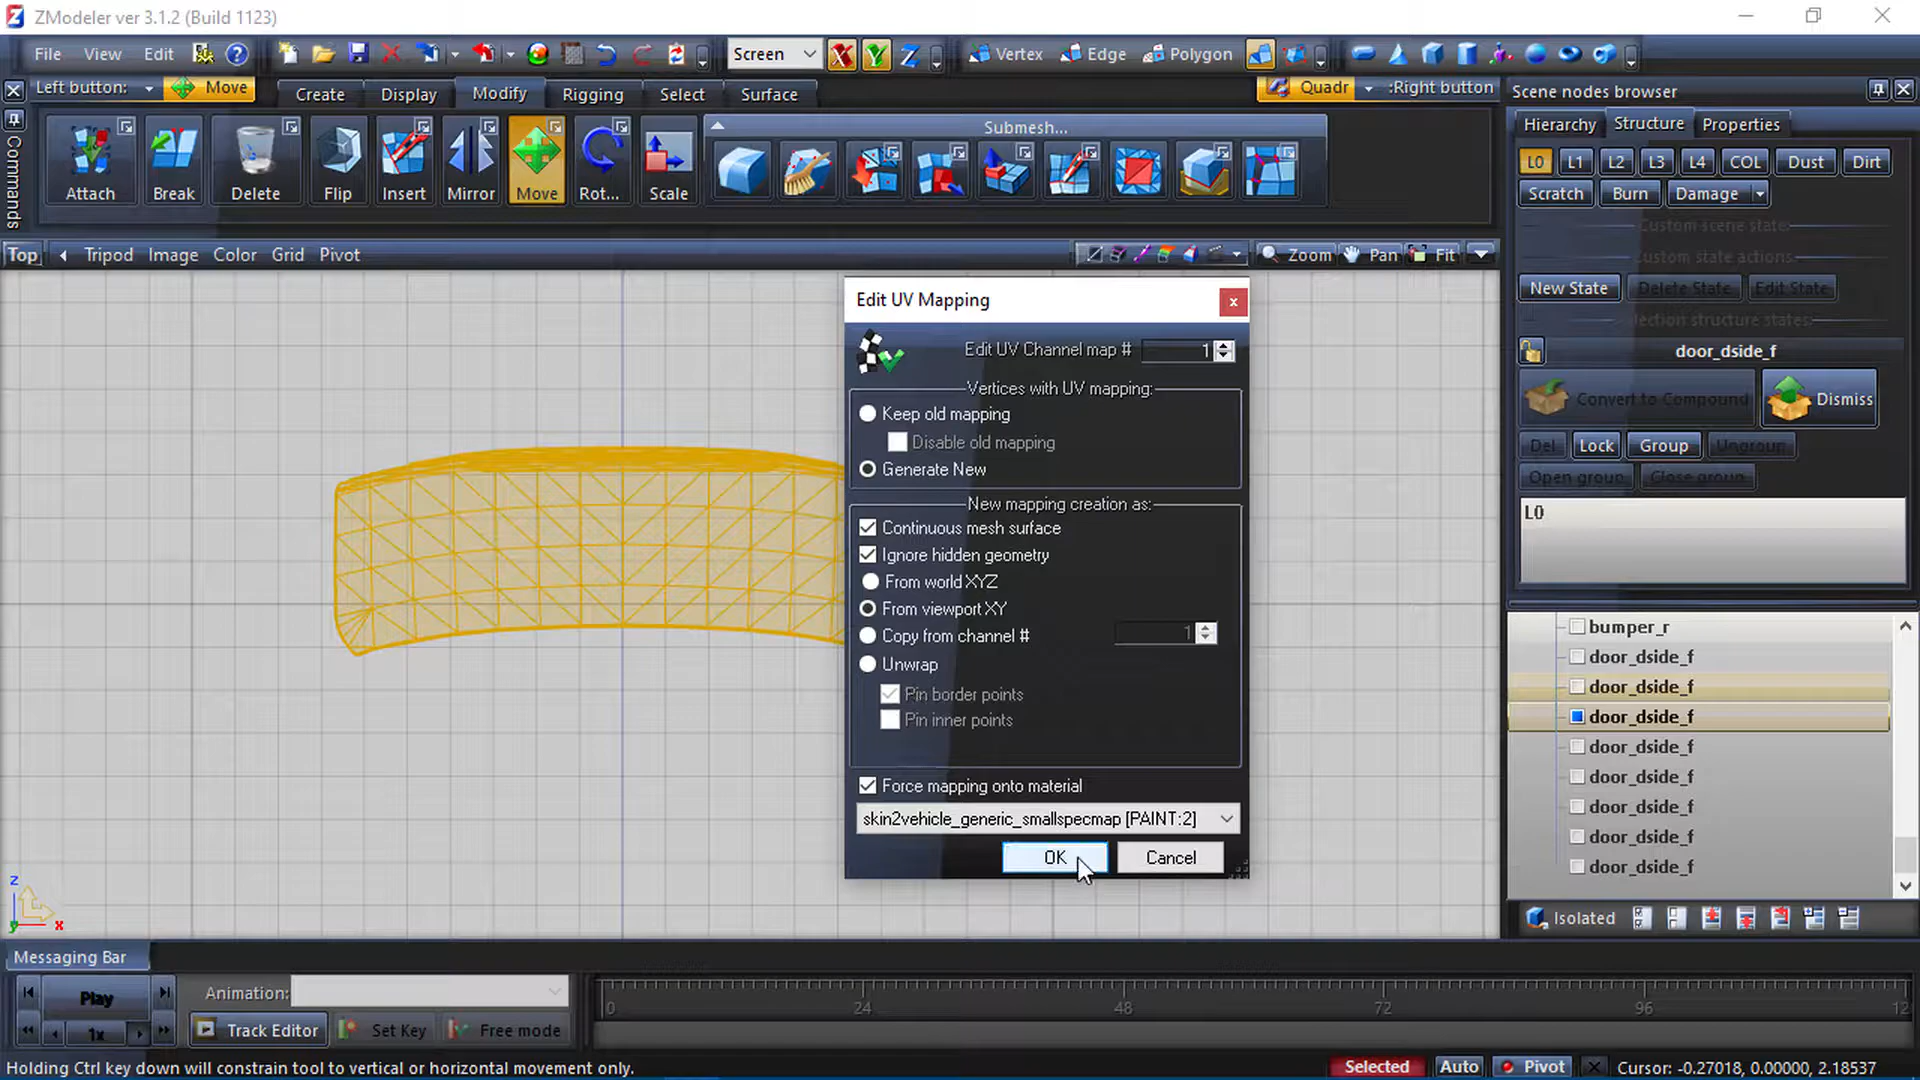 ZModeler ver 3.1.2 (Build 1123)
File View Edit
Screen
Vertex Edge Polygon
Left button: Move
Create Display Modify Rigging Select Surface
Quadr :Right button
Commands
Attach Break Delete Flip Insert Mirror Move Rot... Scale
Submesh...
Top Tripod Image Color Grid Pivot
Zoom Pan Fit
Scene nodes browser
Hierarchy Structure Properties
L0 L1 L2 L3 L4 COL Dust Dirt
Scratch Burn Damage
Custom scene state:
Custom state actions:
New State Delete State Edit State
door_dside_f
Convert to Compound Dismiss
Del Lock Group Ungroup
Open group Close group
L0
bumper_r
door_dside_f
door_dside_f
door_dside_f
door_dside_f
door_dside_f
door_dside_f
door_dside_f
door_dside_f
Isolated
Edit UV Mapping
x
Edit UV Channel map # 1
Vertices with UV mapping:
Keep old mapping
Disable old mapping
Generate New
New mapping creation as:
Continuous mesh surface
Ignore hidden geometry
From world XYZ
From viewport XY
Copy from channel # 1
Unwrap
Pin border points
Pin inner points
Force mapping onto material
skin2vehicle_generic_smallspecmap [PAINT:2]
OK Cancel
z
y x
Messaging Bar
Play
1x
Animation:
Track Editor Set Key Free mode
0 24 48 72 96
Holding Ctrl key down will constrain tool to vertical or horizontal movement only.
Selected Auto Pivot Cursor: -0.27018, 0.00000, 2.18537